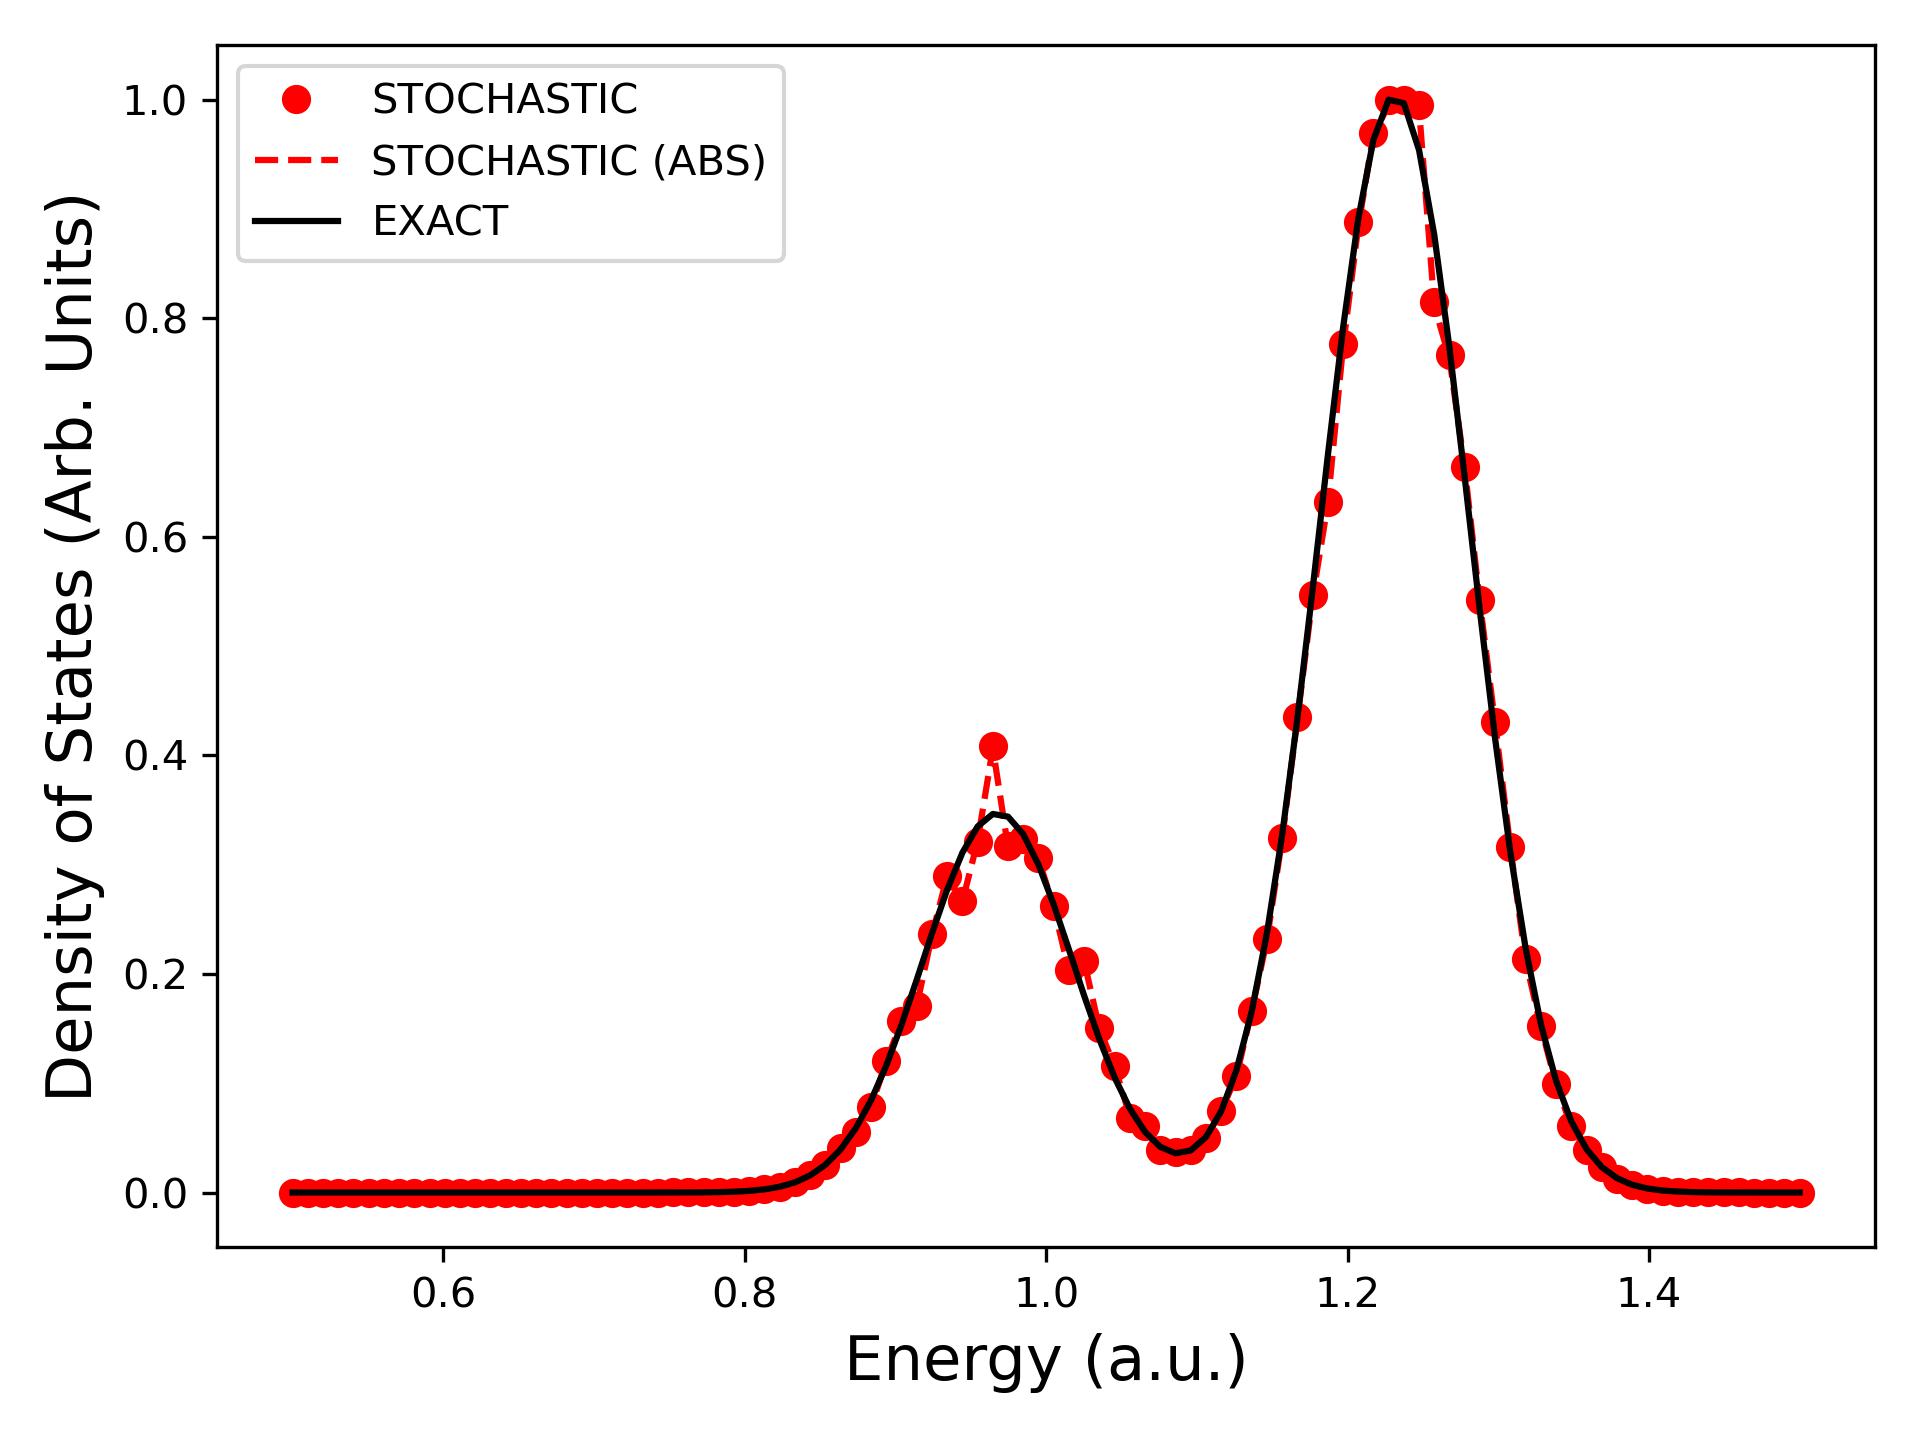 STOCHASTIC
STOCHASTIC (ABS)
EXACT
Density of States (Arb. Units)
1.0
0.8
0.6
0.4
0.2
0.0
0.6 0.8 1.0 1.2 1.4
Energy (a.u.)